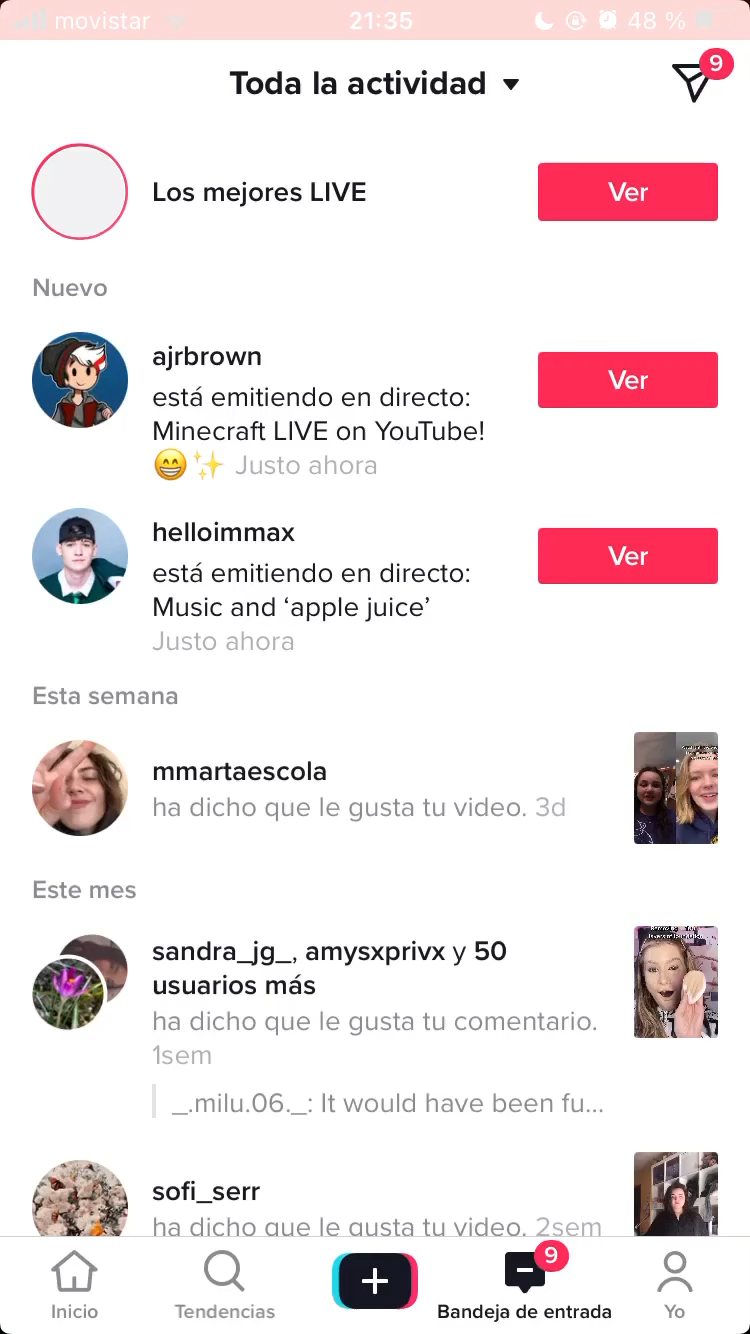 movistar 21:35 48 %
Toda la actividad
9
Los mejores LIVE
Ver
Nuevo
ajrbrown
está emitiendo en directo:
Minecraft LIVE on YouTube!
😁✨ Justo ahora
Ver
helloimmax
está emitiendo en directo:
Music and ‘apple juice’
Justo ahora
Ver
Esta semana
mmartaescola
ha dicho que le gusta tu video. 3d
Este mes
sandra_jg_, amysxprivx y 50
usuarios más
ha dicho que le gusta tu comentario.
1sem
_.milu.06._: It would have been fu...
sofi_serr
ha dicho que le gusta tu video. 2sem
9
Inicio
Tendencias
Bandeja de entrada
Yo